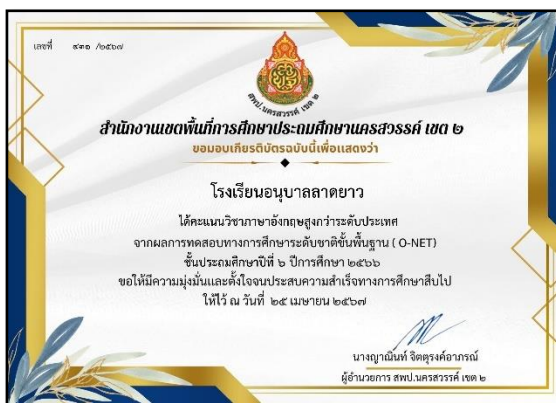 เลขที่ ๙๓๑ /๒๕๖๗
สพป.นครสวรรค์ เขต ๒
สำนักงานเขตพื้นที่การศึกษาประถมศึกษานครสวรรค์ เขต ๒
ขอมอบเกียรติบัตรฉบับนี้เพื่อแสดงว่า
โรงเรียนอนุบาลลาดยาว
ได้คะแนนวิชาภาษาอังกฤษสูงกว่าระดับประเทศ
จากผลการทดสอบทางการศึกษาระดับชาติขั้นพื้นฐาน ( O-NET)
ชั้นประถมศึกษาปีที่ ๖ ปีการศึกษา ๒๕๖๖
ขอให้มีความมุ่งมั่นและตั้งใจจนประสบความสำเร็จทางการศึกษาสืบไป
ให้ไว้ ณ วันที่ ๒๕ เมษายน ๒๕๖๗
นางญาณินท์ จิตตุรงค์อาภรณ์
ผู้อำนวยการ สพป.นครสวรรค์ เขต ๒